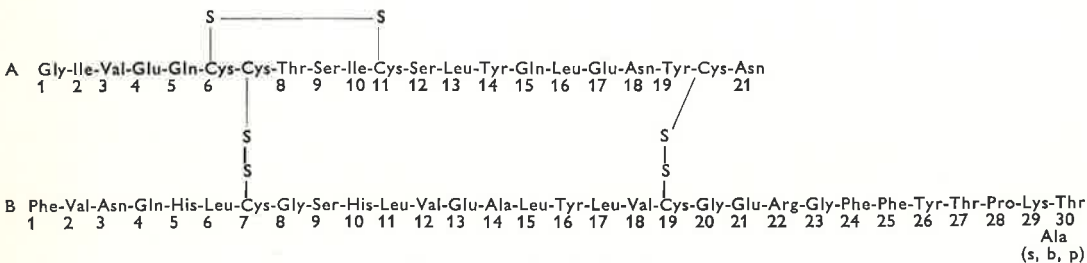 S S
A Gly-Ile-Val-Glu-Gln-Cys-Cys-Thr-Ser-Ile-Cys-Ser-Leu-Tyr-Gln-Leu-Glu-Asn-Tyr-Cys-Asn
1 2 3 4 5 6 8 9 10 11 12 13 14 15 16 17 18 19 21
S S
S S
B Phe-Val-Asn-Gln-His-Leu-Cys-Gly-Ser-His-Leu-Val-Glu-Ala-Leu-Tyr-Leu-Val-Cys-Gly-Glu-Arg-Gly-Phe-Phe-Tyr-Thr-Pro-Lys-Thr
1 2 3 4 5 6 7 8 9 10 11 12 13 14 15 16 17 18 19 20 21 22 23 24 25 26 27 28 29 30
Ala
(s, b, p)